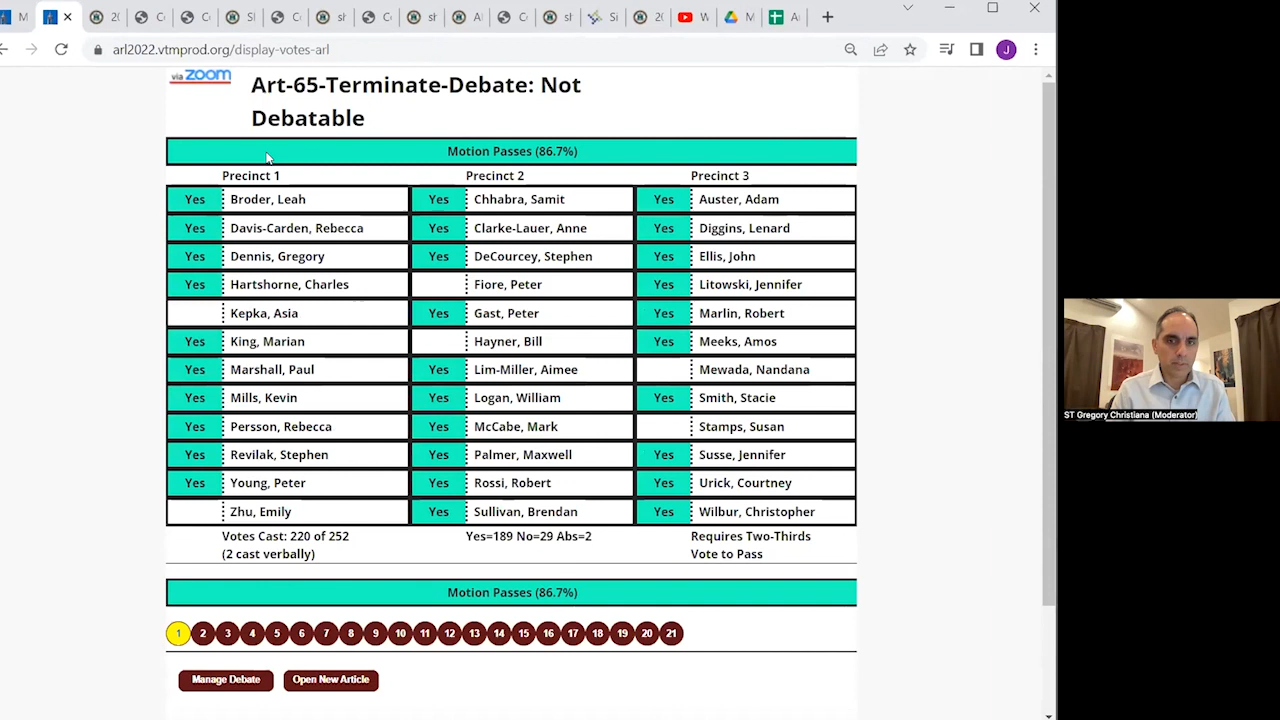 M
20
C
C
Sl
C
sl
C
sl
A
C
sl
Si
20
W
M
A
arl2022.vtmprod.org/display-votes-arl
J
via zoom
Art-65-Terminate-Debate: Not
Debatable
Motion Passes (86.7%)
Precinct 1 Precinct 2 Precinct 3
Yes Broder, Leah Yes Chhabra, Samit Yes Auster, Adam
Yes Davis-Carden, Rebecca Yes Clarke-Lauer, Anne Yes Diggins, Lenard
Yes Dennis, Gregory Yes DeCourcey, Stephen Yes Ellis, John
Yes Hartshorne, Charles Fiore, Peter Yes Litowski, Jennifer
Kepka, Asia Yes Gast, Peter Yes Marlin, Robert
Yes King, Marian Hayner, Bill Yes Meeks, Amos
Yes Marshall, Paul Yes Lim-Miller, Aimee Mewada, Nandana
Yes Mills, Kevin Yes Logan, William Yes Smith, Stacie
Yes Persson, Rebecca Yes McCabe, Mark Stamps, Susan
Yes Revilak, Stephen Yes Palmer, Maxwell Yes Susse, Jennifer
Yes Young, Peter Yes Rossi, Robert Yes Urick, Courtney
Zhu, Emily Yes Sullivan, Brendan Yes Wilbur, Christopher
Votes Cast: 220 of 252 Yes=189 No=29 Abs=2 Requires Two-Thirds
(2 cast verbally) Vote to Pass
Motion Passes (86.7%)
1 2 3 4 5 6 7 8 9 10 11 12 13 14 15 16 17 18 19 20 21
Manage Debate Open New Article
ST Gregory Christiana (Moderator)